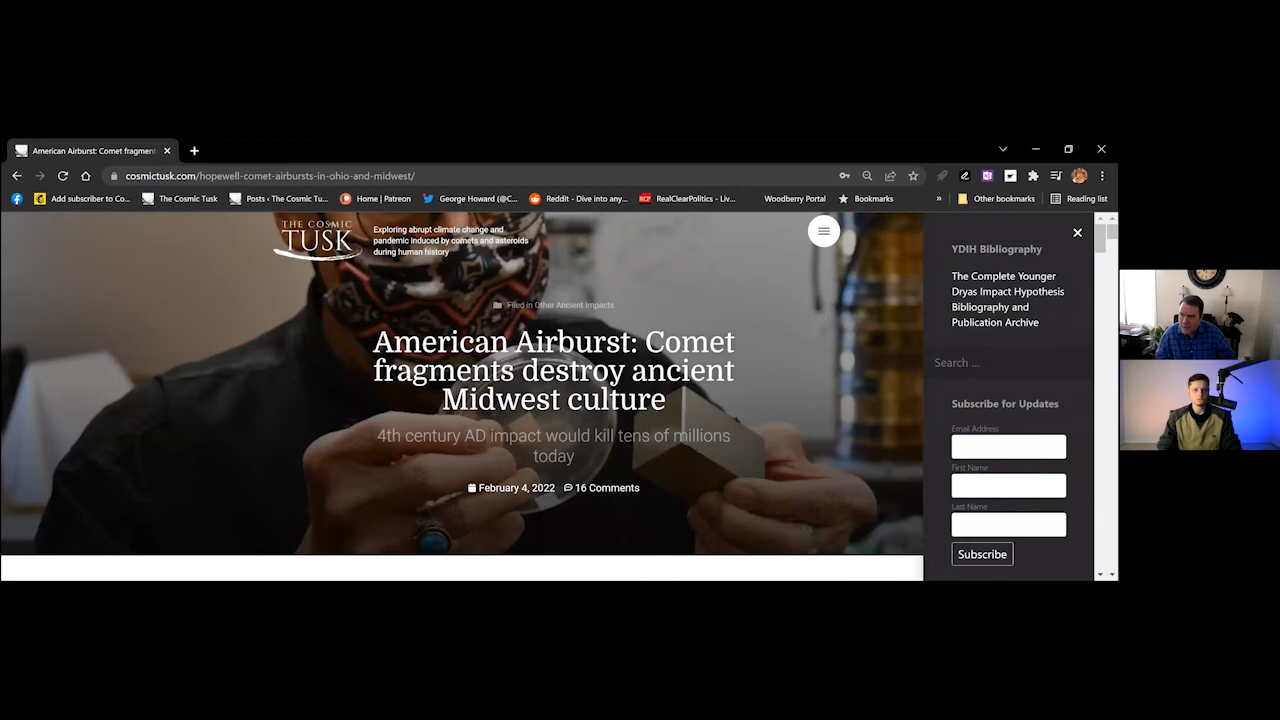 American Airburst: Comet fragment
cosmictusk.com/hopewell-comet-airbursts-in-ohio-and-midwest/
Add subscriber to Co...
The Cosmic Tusk
Posts ‹ The Cosmic Tu...
Home | Patreon
George Howard (@C...
Reddit - Dive into any...
RCP
RealClearPolitics - Liv...
Woodberry Portal
Bookmarks
»
Other bookmarks
Reading list
THE COSMIC
TUSK
Exploring abrupt climate change and
pandemic induced by comets and asteroids
during human history
Filed in Other Ancient Impacts
American Airburst: Comet
fragments destroy ancient
Midwest culture
4th century AD impact would kill tens of millions
today
February 4, 2022
16 Comments
YDIH Bibliography
The Complete Younger
Dryas Impact Hypothesis
Bibliography and
Publication Archive
Search ...
Subscribe for Updates
Email Address
First Name
Last Name
Subscribe